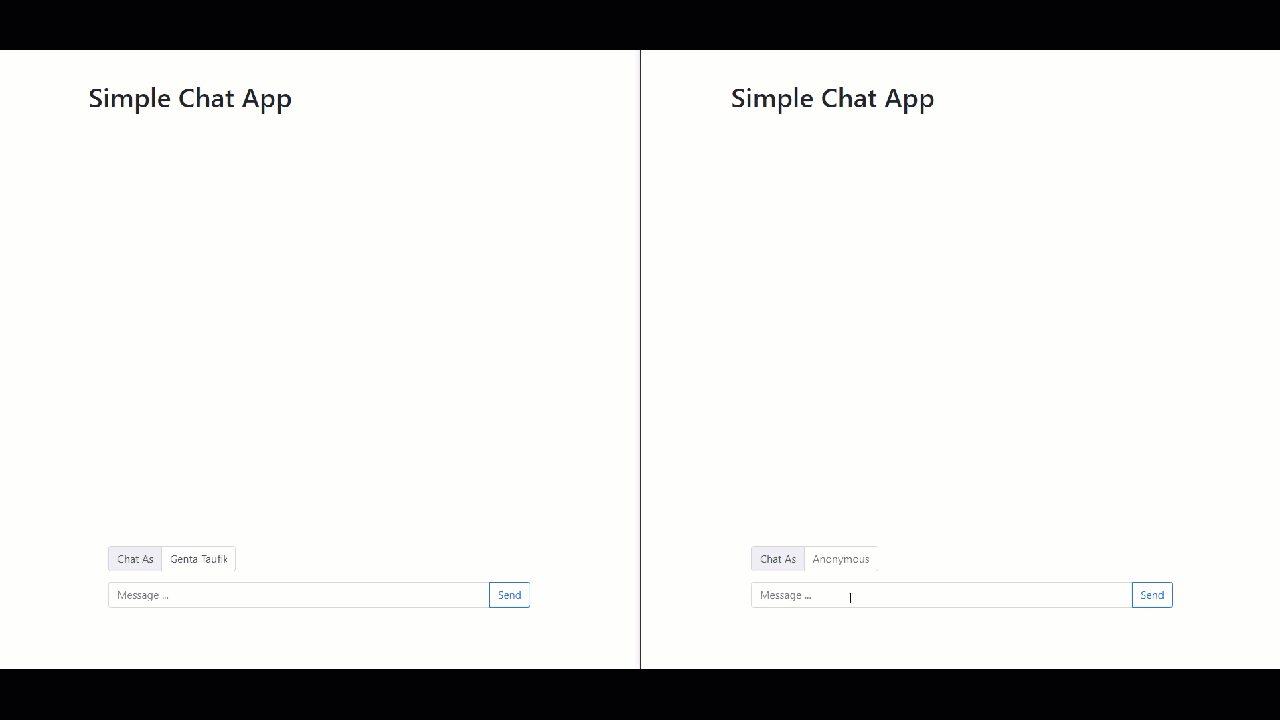 Simple Chat App
Chat As Genta Taufik
Message ... Send
Simple Chat App
Chat As Anonymous
Message ... Send